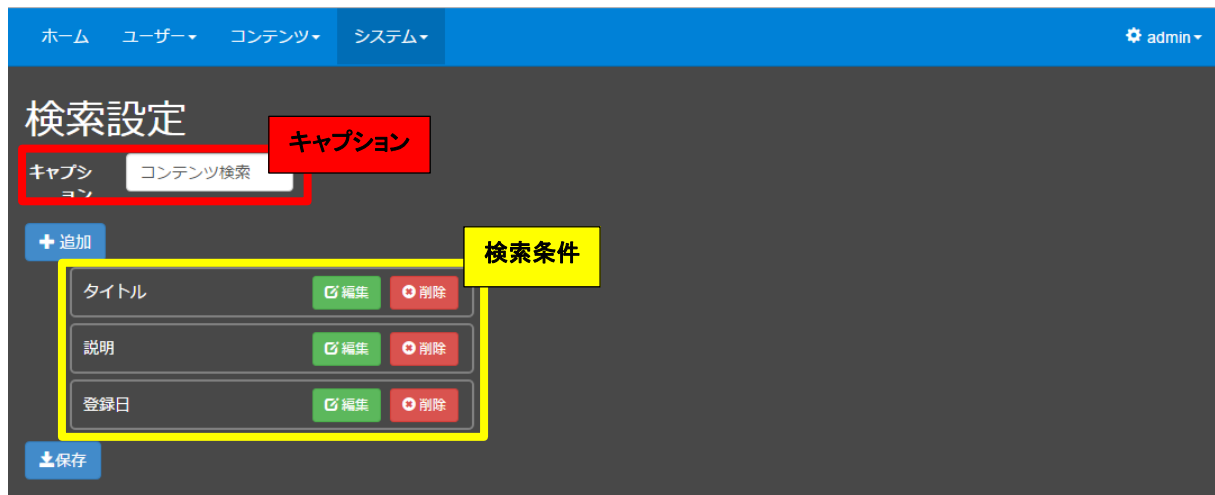 ホーム ユーザー コンテンツ システム admin
検索設定
キャプション
キャプシ
ョン
コンテンツ検索
追加
検索条件
タイトル 編集 削除
説明 編集 削除
登録日 編集 削除
保存